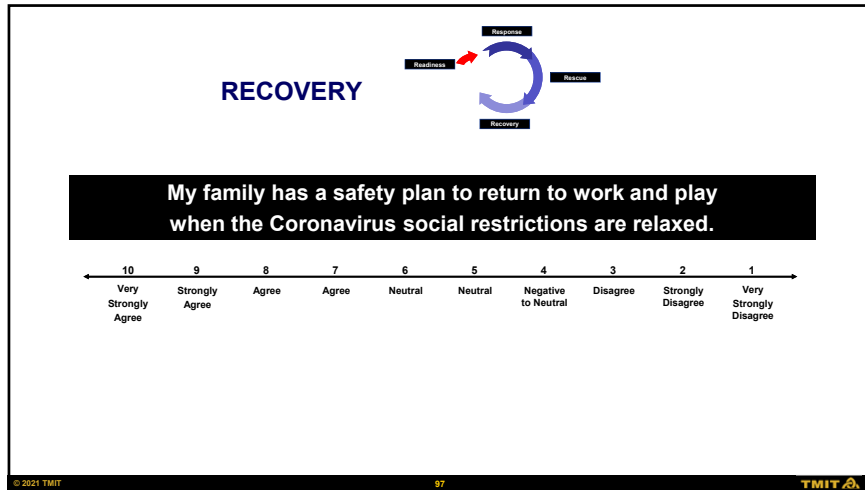 Response
Readiness
RECOVERY
Rescue
Recovery
My family has a safety plan to return to work and play
when the Coronavirus social restrictions are relaxed.
10 9 8 7 6 5 4 3 2 1
Very Strongly Agree Agree Neutral Neutral Negative Disagree Strongly Very
Strongly Agree to Neutral Disagree Strongly
Agree Disagree
© 2021 TMIT 97 TMIT